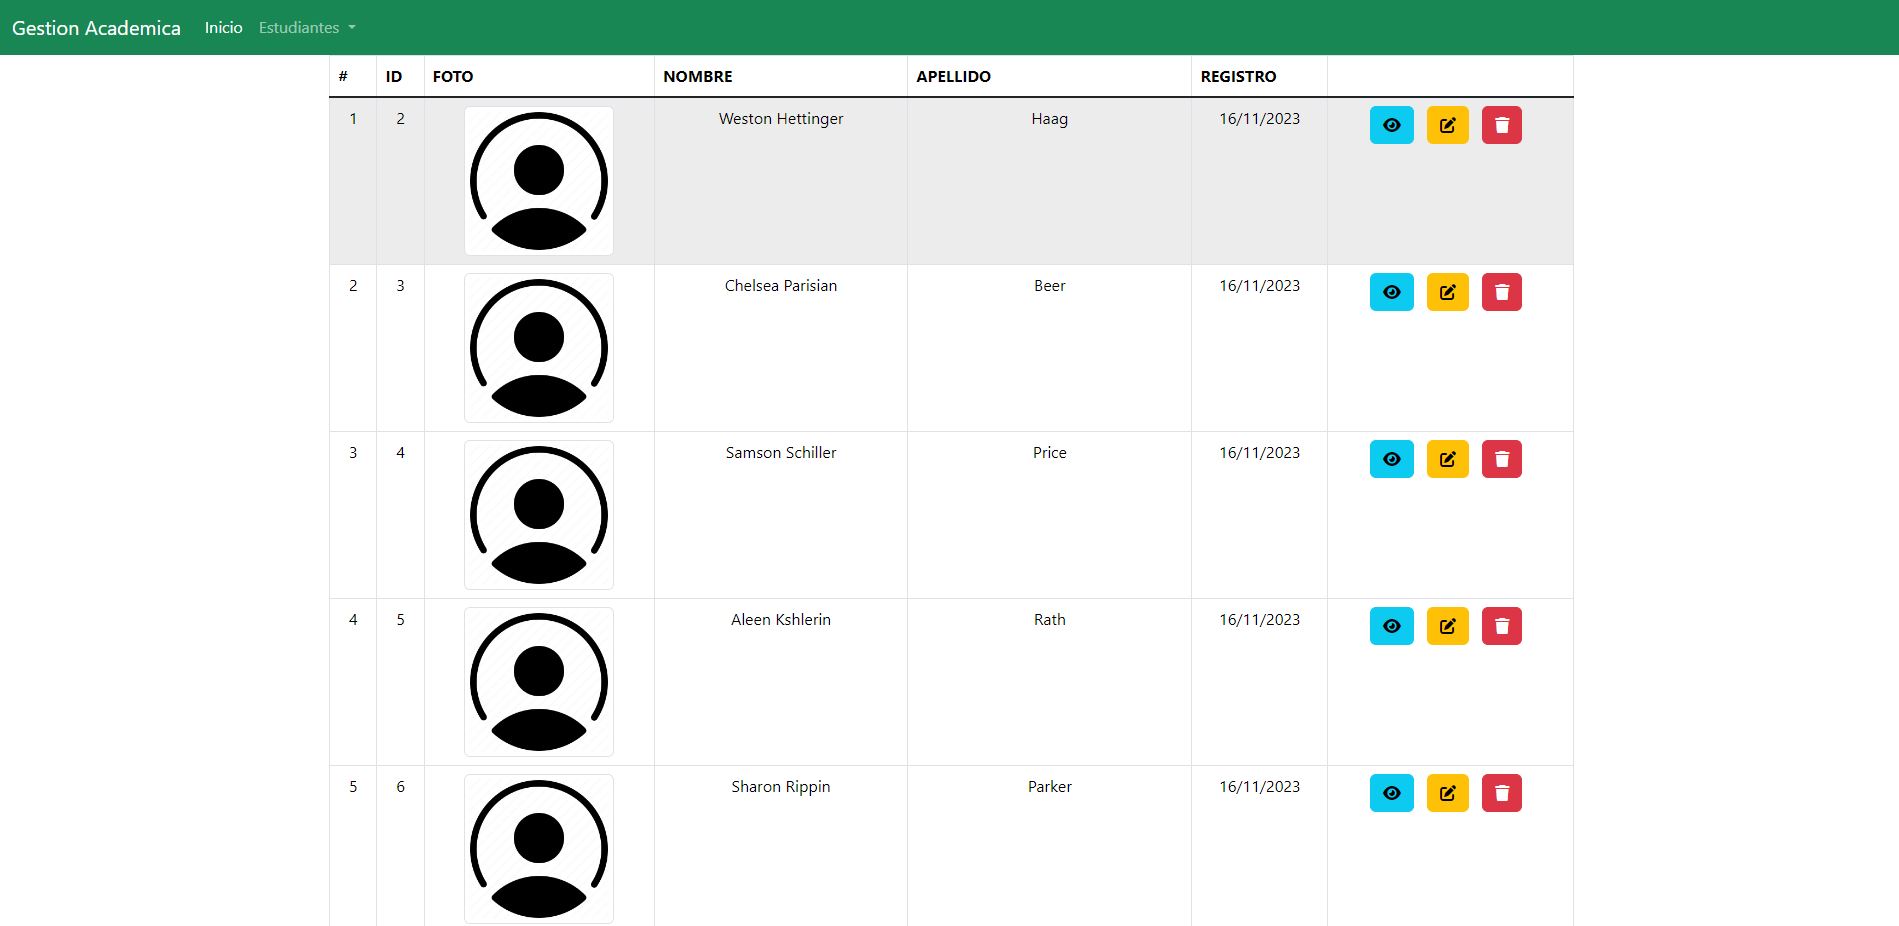 Gestion Academica Inicio Estudiantes
# ID FOTO NOMBRE APELLIDO REGISTRO
1 2 Weston Hettinger Haag 16/11/2023
2 3 Chelsea Parisian Beer 16/11/2023
3 4 Samson Schiller Price 16/11/2023
4 5 Aleen Kshlerin Rath 16/11/2023
5 6 Sharon Rippin Parker 16/11/2023